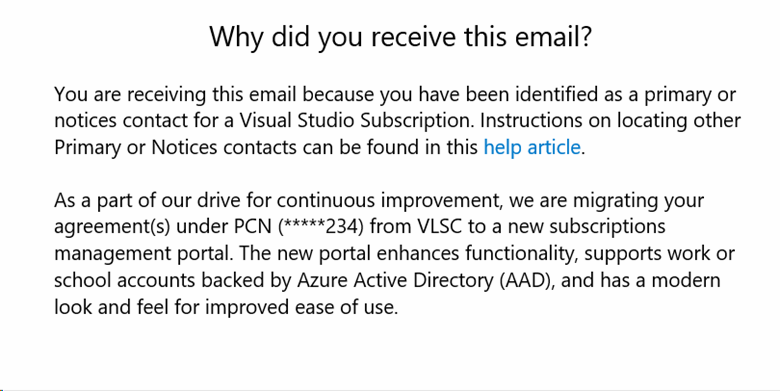 Why did you receive this email?
You are receiving this email because you have been identified as a primary or
notices contact for a Visual Studio Subscription. Instructions on locating other
Primary or Notices contacts can be found in this help article.
As a part of our drive for continuous improvement, we are migrating your
agreement(s) under PCN (*****234) from VLSC to a new subscriptions
management portal. The new portal enhances functionality, supports work or
school accounts backed by Azure Active Directory (AAD), and has a modern
look and feel for improved ease of use.